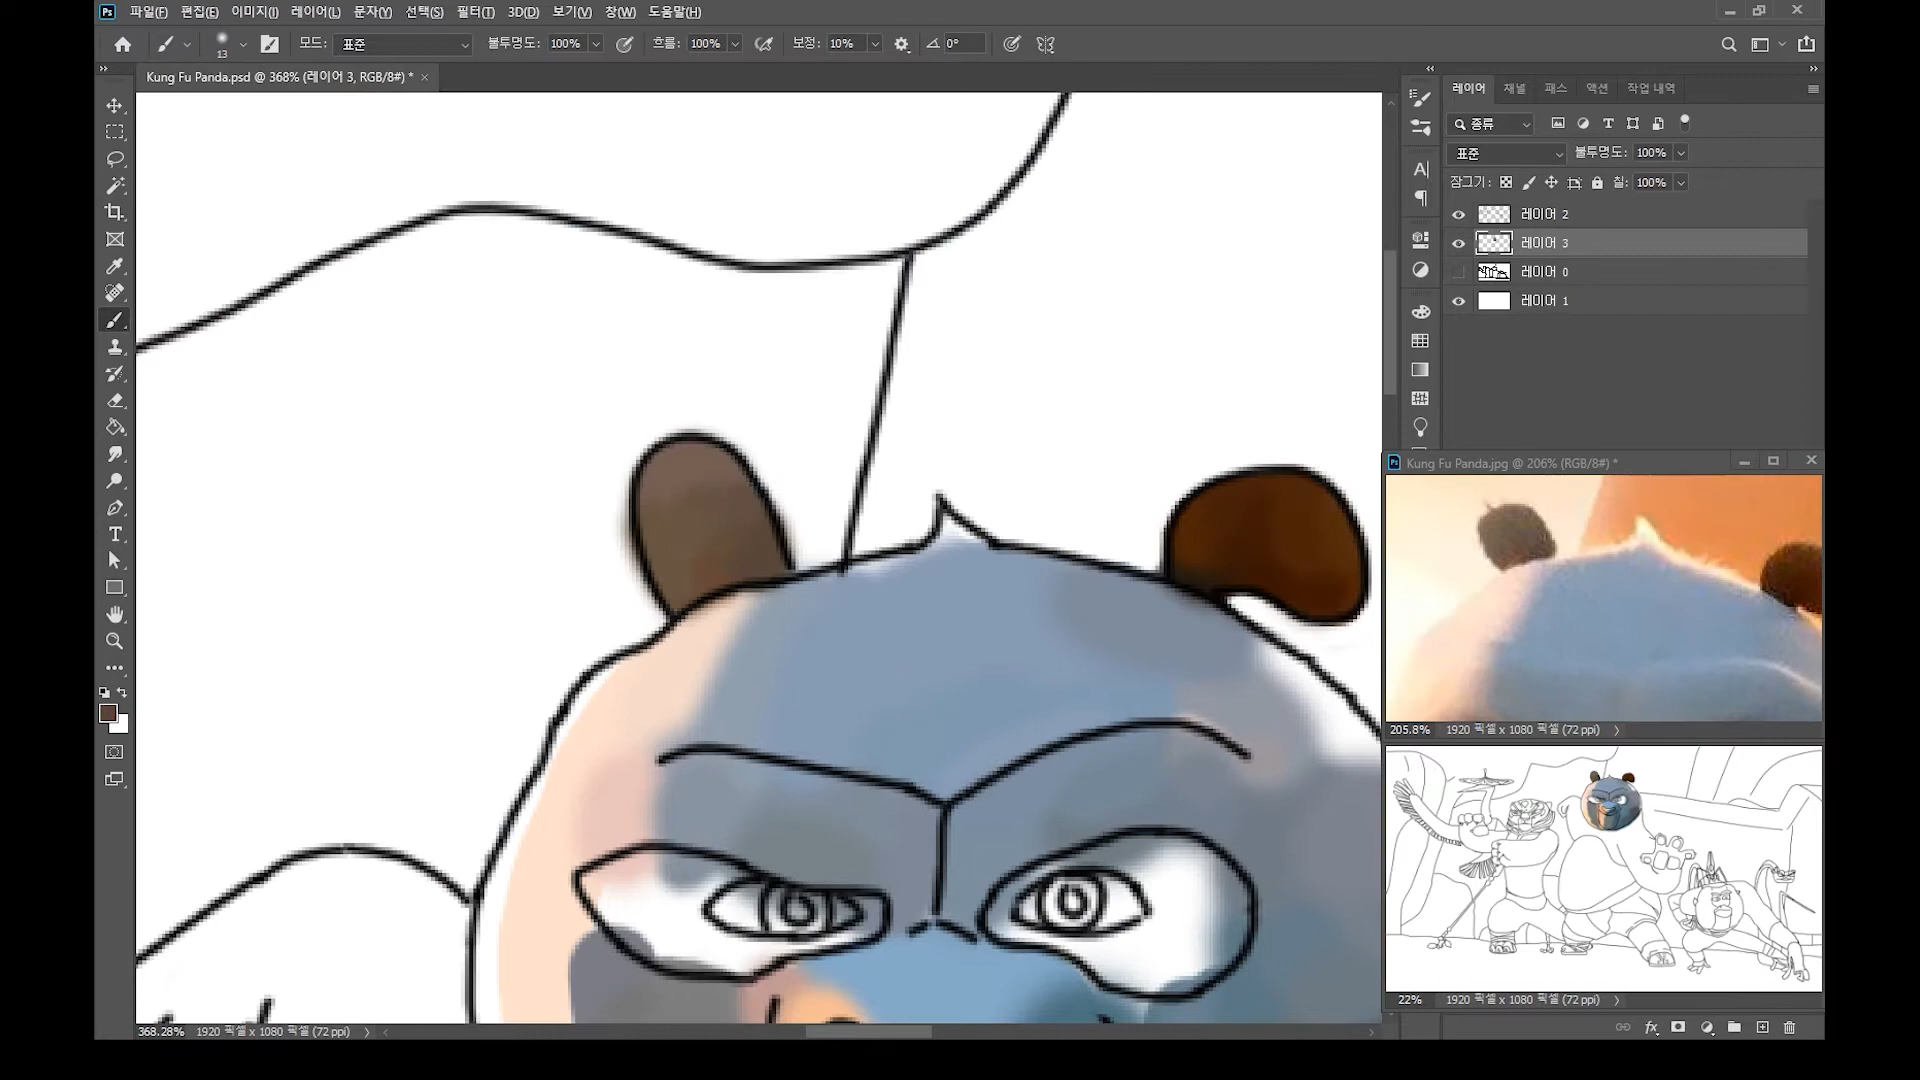 Ps 파일(F) 편집(E) 이미지(I) 레이어(L) 문자(Y) 선택(S) 필터(T) 3D(D) 보기(V) 창(W) 도움말(H)
13 모드: 표준 불투명도: 100% 흐름: 100% 보정: 10% 0°
Kung Fu Panda.psd @ 368% (레이어 3, RGB/8#) *
레이어 채널 패스 액션 작업 내역
종류
표준 불투명도: 100%
잠그기: 칠: 100%
레이어 2
레이어 3
레이어 0
레이어 1
Ps Kung Fu Panda.jpg @ 206% (RGB/8#) *
205.8% 1920 픽셀 x 1080 픽셀 (72 ppi)
22% 1920 픽셀 x 1080 픽셀 (72 ppi)
368.28% 1920 픽셀 x 1080 픽셀 (72 ppi)
fx